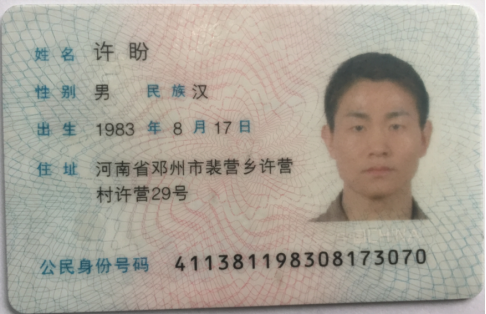 姓名 许盼
性别 男 民族 汉
出生 1983 年 8 月 17 日
住址 河南省邓州市裴营乡许营
村许营29号
公民身份号码 411381198308173070